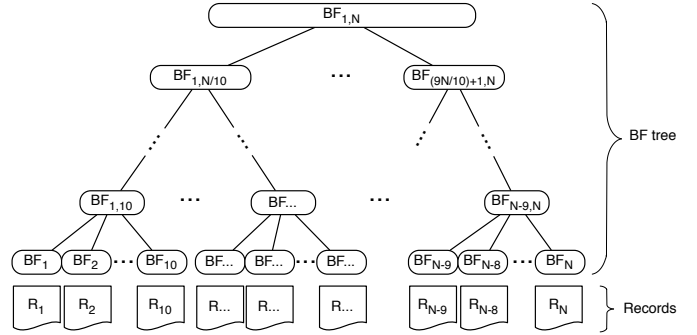 BF1,N
BF1,N/10 ... BF(9N/10)+1,N
... ... ... ...
BF tree
BF1,10 ... BF... ... BFN-9,N
BF1 BF2 ... BF10 BF... BF... ... BF... BFN-9 BFN-8 ... BFN
R1 R2 R10 R... R... R... RN-9 RN-8 RN
Records